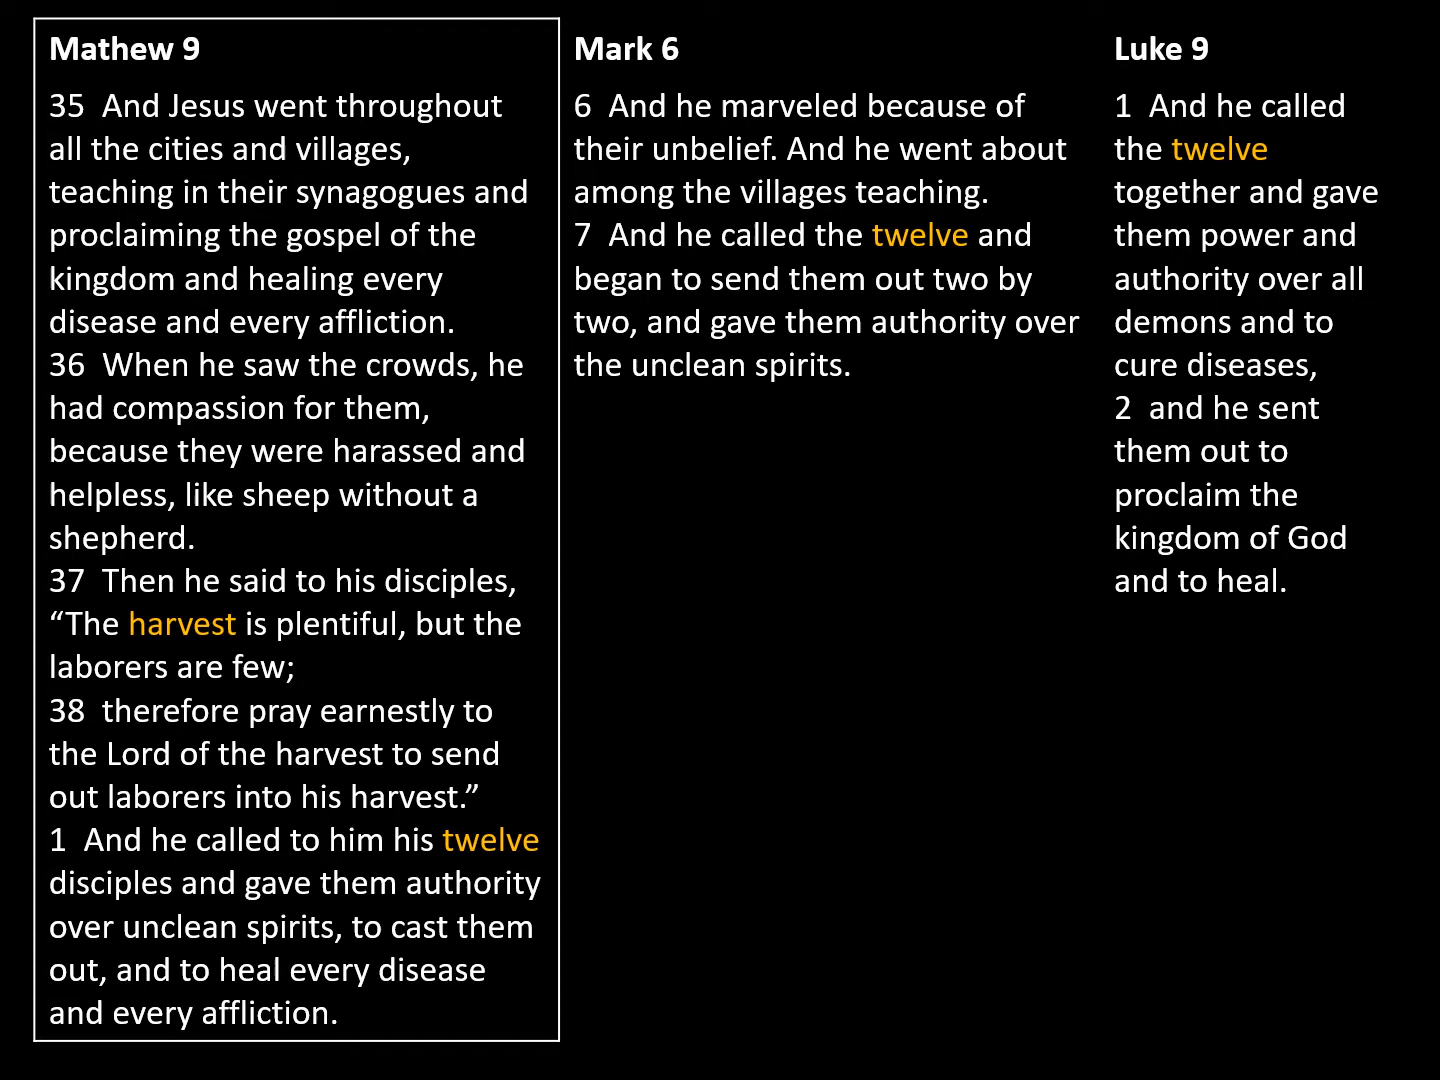 Mathew 9
35 And Jesus went throughout
all the cities and villages,
teaching in their synagogues and
proclaiming the gospel of the
kingdom and healing every
disease and every affliction.
36 When he saw the crowds, he
had compassion for them,
because they were harassed and
helpless, like sheep without a
shepherd.
37 Then he said to his disciples,
“The harvest is plentiful, but the
laborers are few;
38 therefore pray earnestly to
the Lord of the harvest to send
out laborers into his harvest.”
1 And he called to him his twelve
disciples and gave them authority
over unclean spirits, to cast them
out, and to heal every disease
and every affliction.
Mark 6
6 And he marveled because of
their unbelief. And he went about
among the villages teaching.
7 And he called the twelve and
began to send them out two by
two, and gave them authority over
the unclean spirits.
Luke 9
1 And he called
the twelve
together and gave
them power and
authority over all
demons and to
cure diseases,
2 and he sent
them out to
proclaim the
kingdom of God
and to heal.